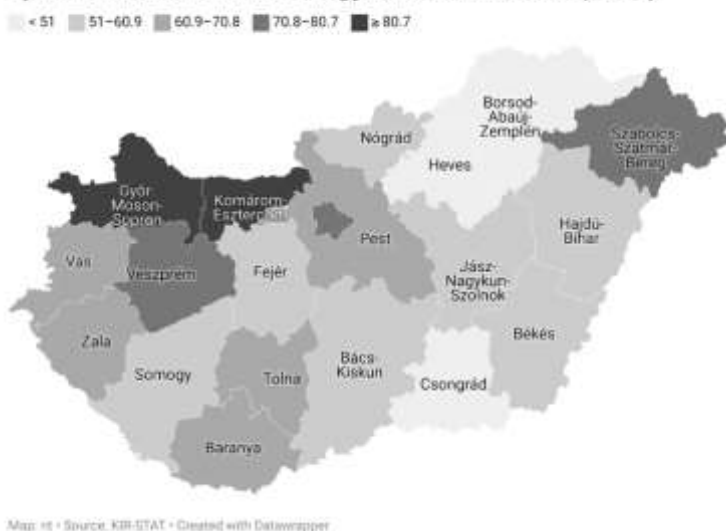 < 51 51–60.9 60.9–70.8 70.8–80.7 ≥ 80.7
Borsod-
Abaúj-
Zemplén
Szabolcs-
Szatmár-
Bereg
Nógrád
Heves
Győr-
Moson-
Sopron
Komárom-
Esztergom
Hajdú-
Bihar
Pest
Vas
Veszprém
Fejér
Jász-
Nagykun-
Szolnok
Zala
Békés
Bács-
Kiskun
Somogy
Tolna
Csongrád
Baranya
Map: nt • Source: KIR-STAT • Created with Datawrapper